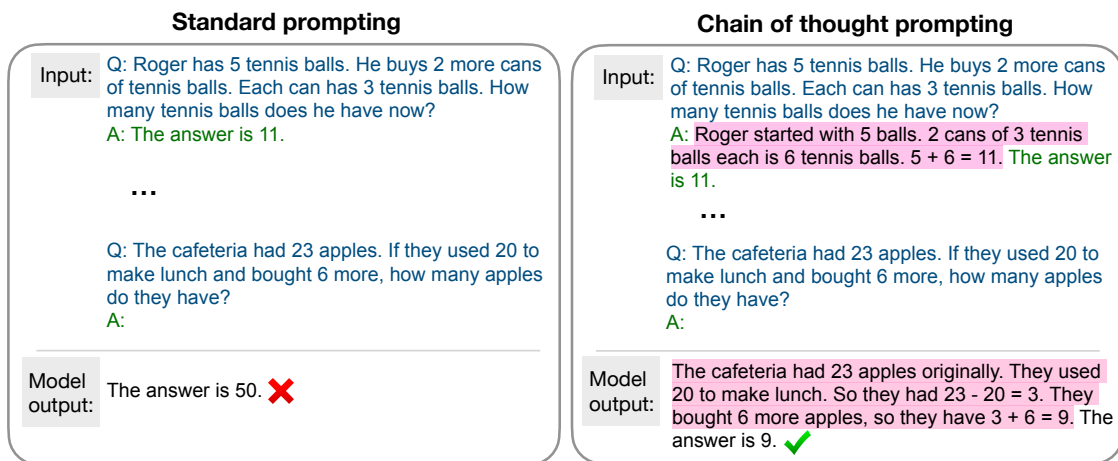 Standard prompting
Input:
Q: Roger has 5 tennis balls. He buys 2 more cans
of tennis balls. Each can has 3 tennis balls. How
many tennis balls does he have now?
A: The answer is 11.
...
Q: The cafeteria had 23 apples. If they used 20 to
make lunch and bought 6 more, how many apples
do they have?
A:
Model
output:
The answer is 50.
Chain of thought prompting
Input:
Q: Roger has 5 tennis balls. He buys 2 more cans
of tennis balls. Each can has 3 tennis balls. How
many tennis balls does he have now?
A: Roger started with 5 balls. 2 cans of 3 tennis
balls each is 6 tennis balls. 5 + 6 = 11. The answer
is 11.
...
Q: The cafeteria had 23 apples. If they used 20 to
make lunch and bought 6 more, how many apples
do they have?
A:
Model
output:
The cafeteria had 23 apples originally. They used
20 to make lunch. So they had 23 - 20 = 3. They
bought 6 more apples, so they have 3 + 6 = 9. The
answer is 9.